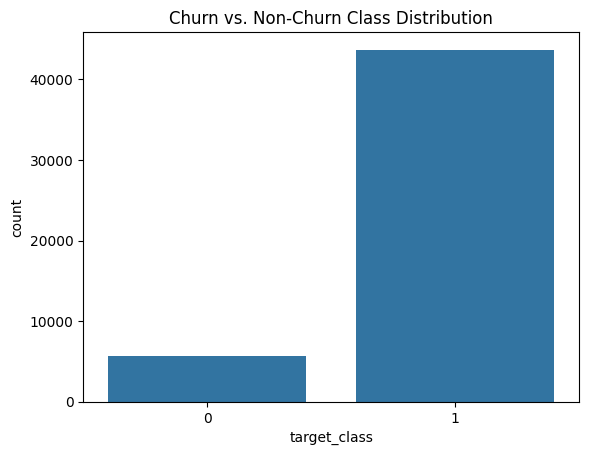 Churn vs. Non-Churn Class Distribution
40000
30000
20000
10000
0
count
0 1
target_class